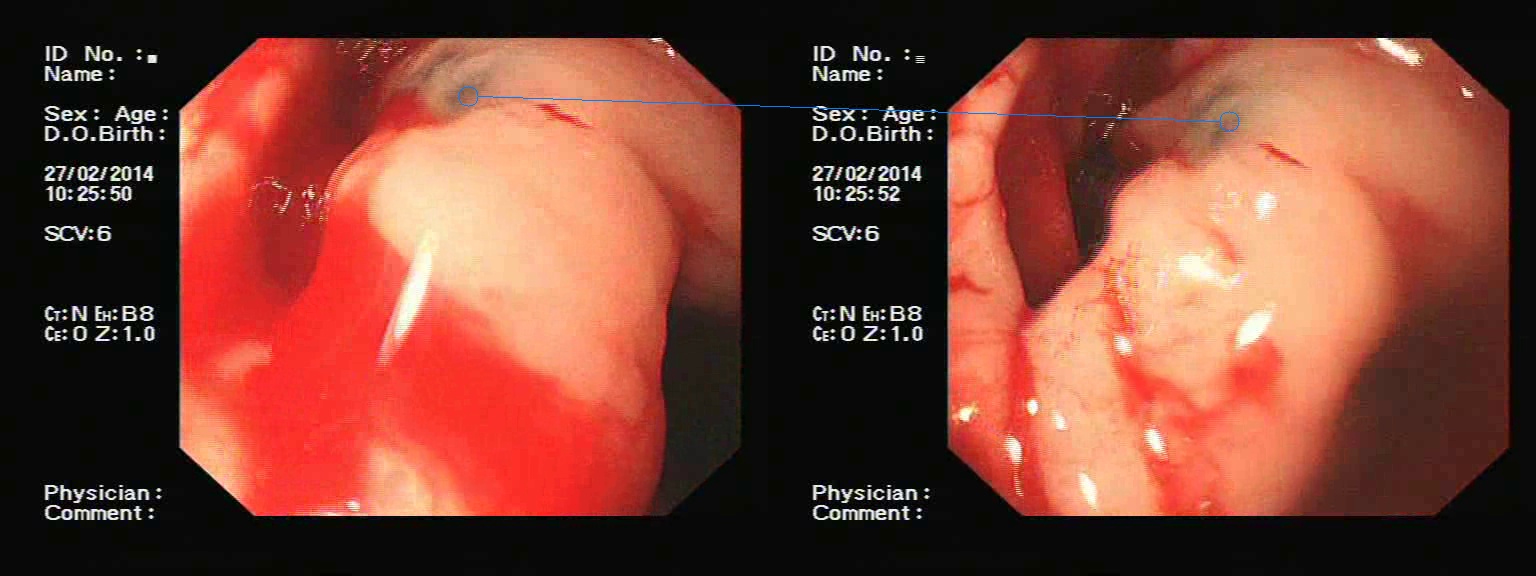 ID No. :
Name:
Sex: Age:
D.O.Birth:
27/02/2014
10:25:50
SCV:6
CT:N EH:B8
CE:0 Z:1.0
Physician:
Comment:
ID No. :
Name:
Sex: Age:
D.O.Birth:
27/02/2014
10:25:52
SCV:6
CT:N EH:B8
CE:0 Z:1.0
Physician:
Comment: